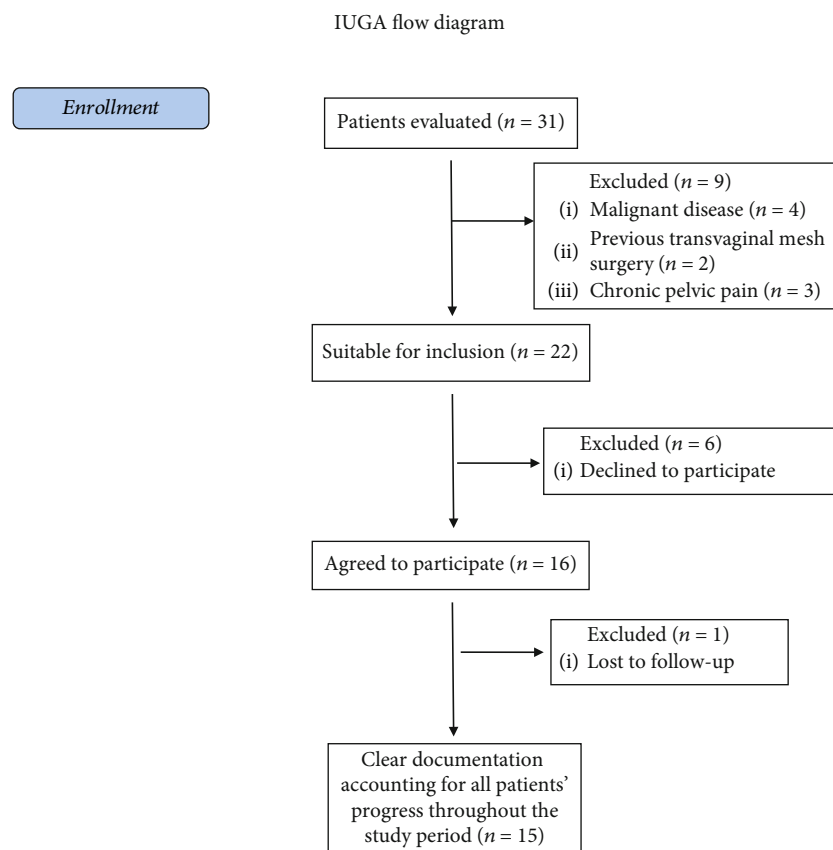 IUGA flow diagram
Enrollment
Patients evaluated (n = 31)
Excluded (n = 9)
(i) Malignant disease (n = 4)
(ii) Previous transvaginal mesh
surgery (n = 2)
(iii) Chronic pelvic pain (n = 3)
Suitable for inclusion (n = 22)
Excluded (n = 6)
(i) Declined to participate
Agreed to participate (n = 16)
Excluded (n = 1)
(i) Lost to follow-up
Clear documentation
accounting for all patients’
progress throughout the
study period (n = 15)